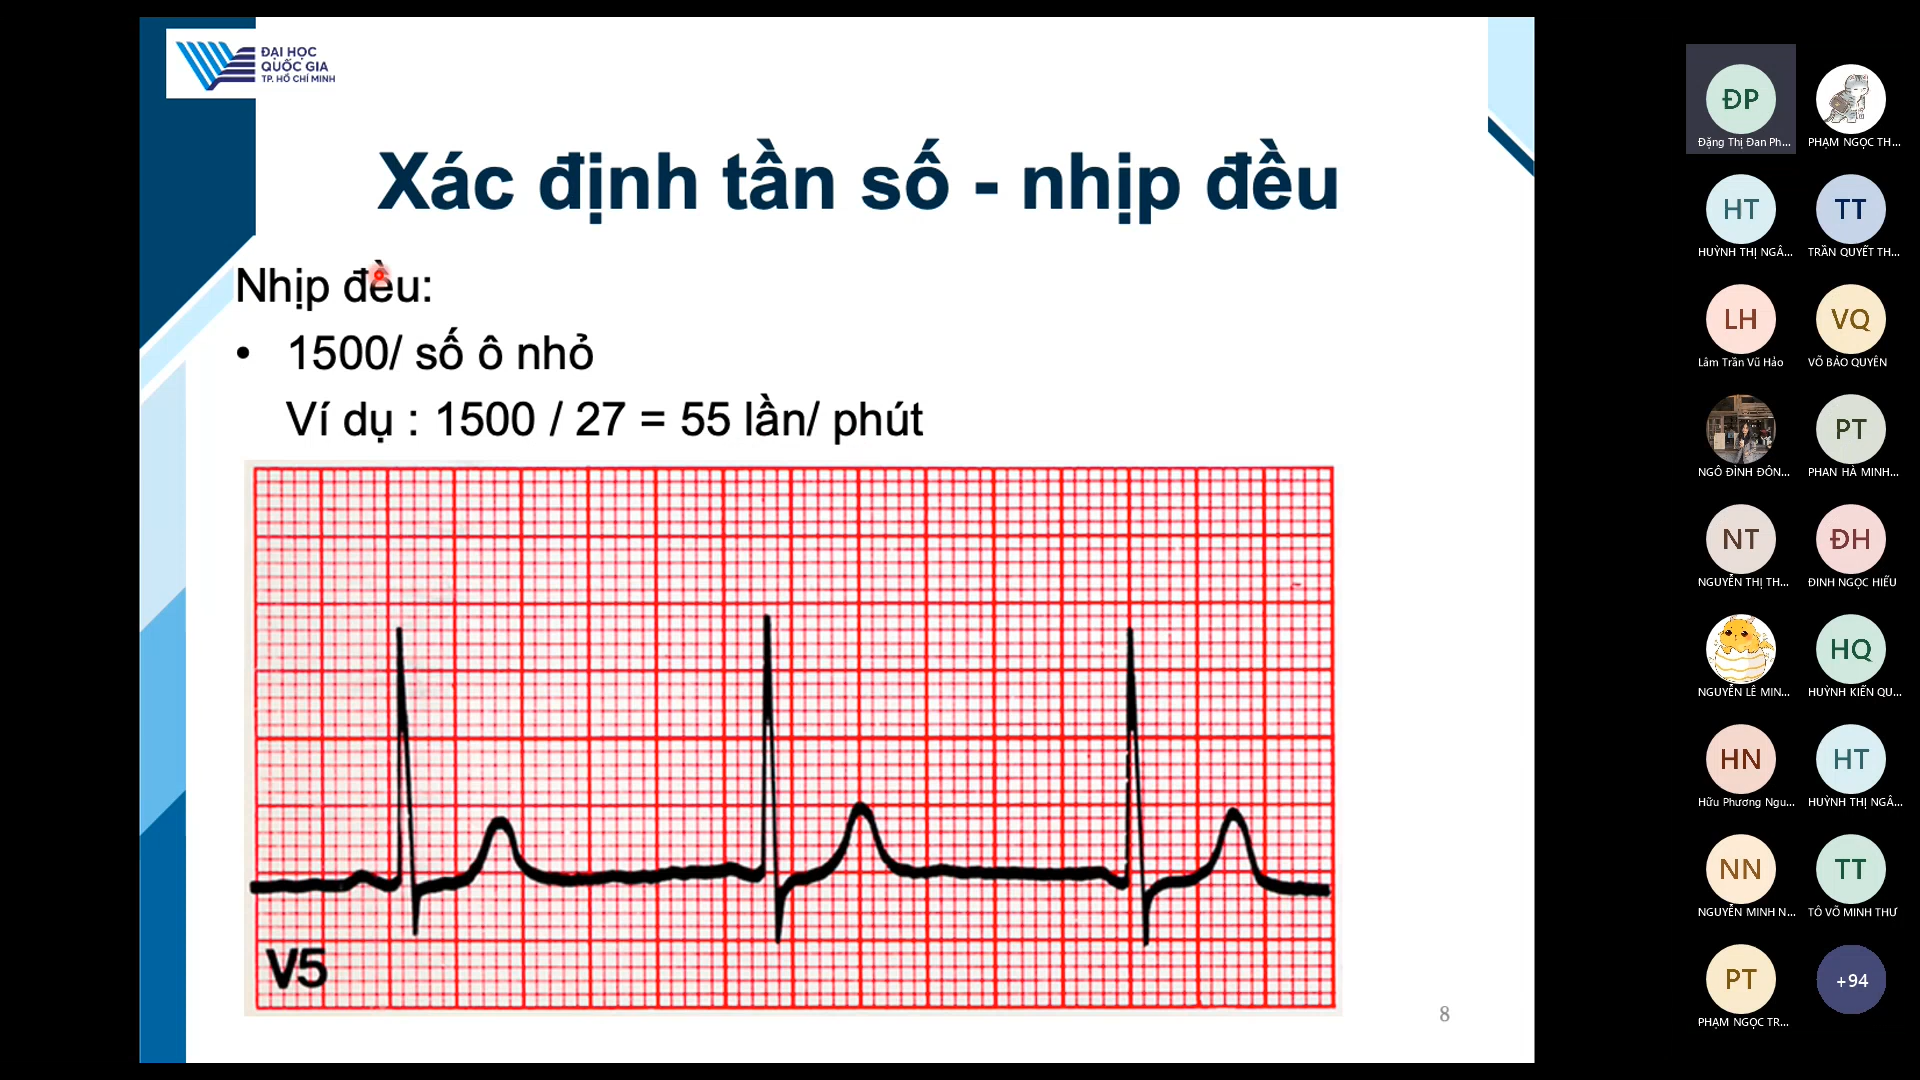 ĐẠI HỌC
QUỐC GIA
TP. HỒ CHÍ MINH
Xác định tần số - nhịp đều
Nhịp đều:
• 1500/ số ô nhỏ
Ví dụ : 1500 / 27 = 55 lần/ phút
V5
8
ĐP
Đặng Thị Đan Ph...
PHẠM NGỌC TH...
HT
HUỲNH THỊ NGÂ...
TT
TRẦN QUYẾT TH...
LH
Lâm Trần Vũ Hảo
VQ
VÕ BẢO QUYÊN
NGÔ ĐÌNH ĐÔN...
PT
PHAN HÀ MINH...
NT
NGUYỄN THỊ TH...
ĐH
ĐINH NGỌC HIẾU
NGUYỄN LÊ MIN...
HQ
HUỲNH KIẾN QU...
HN
Hữu Phương Ngu...
HT
HUỲNH THỊ NGÂ...
NN
NGUYỄN MINH N...
TT
TÔ VÕ MINH THƯ
PT
PHẠM NGỌC TR...
+94